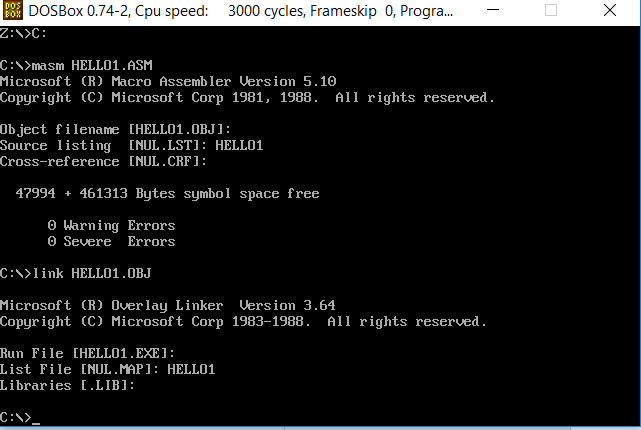 DOS BOX DOSBox 0.74-2, Cpu speed: 3000 cycles, Frameskip 0, Progra...
Z:\>C:
C:\>masm HELLO1.ASM
Microsoft (R) Macro Assembler Version 5.10
Copyright (C) Microsoft Corp 1981, 1988. All rights reserved.
Object filename [HELLO1.OBJ]:
Source listing [NUL.LST]: HELLO1
Cross-reference [NUL.CRF]:
47994 + 461313 Bytes symbol space free
0 Warning Errors
0 Severe Errors
C:\>link HELLO1.OBJ
Microsoft (R) Overlay Linker Version 3.64
Copyright (C) Microsoft Corp 1983-1988. All rights reserved.
Run File [HELLO1.EXE]:
List File [NUL.MAP]: HELLO1
Libraries [.LIB]:
C:\>_